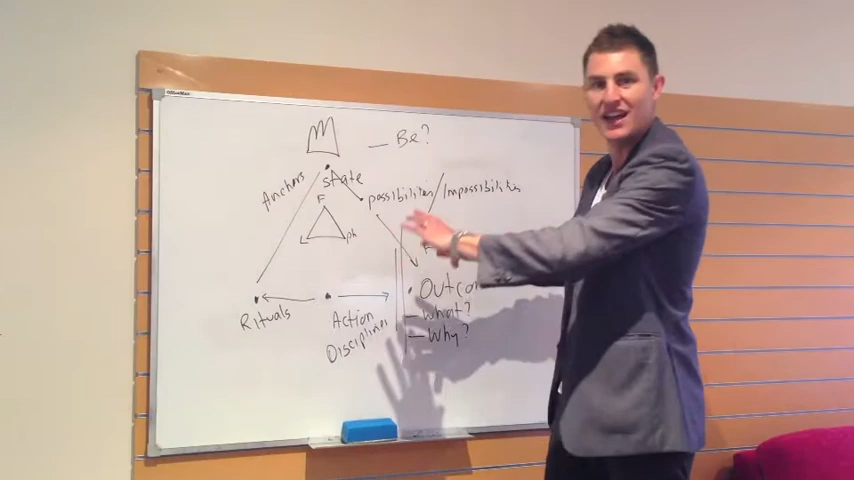 — Be?
Anchors
state
possibilities/Impossibilities
F
ph
Outco
Rituals
Action
Disciplines
— What?
— Why?